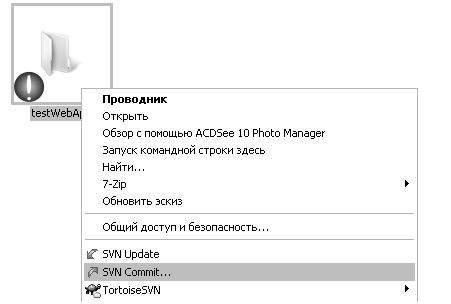 testWebAp
Проводник
Открыть
Обзор с помощью ACDSee 10 Photo Manager
Запуск командной строки здесь
Найти...
7-Zip
Обновить эскиз
Общий доступ и безопасность...
SVN Update
SVN Commit...
TortoiseSVN